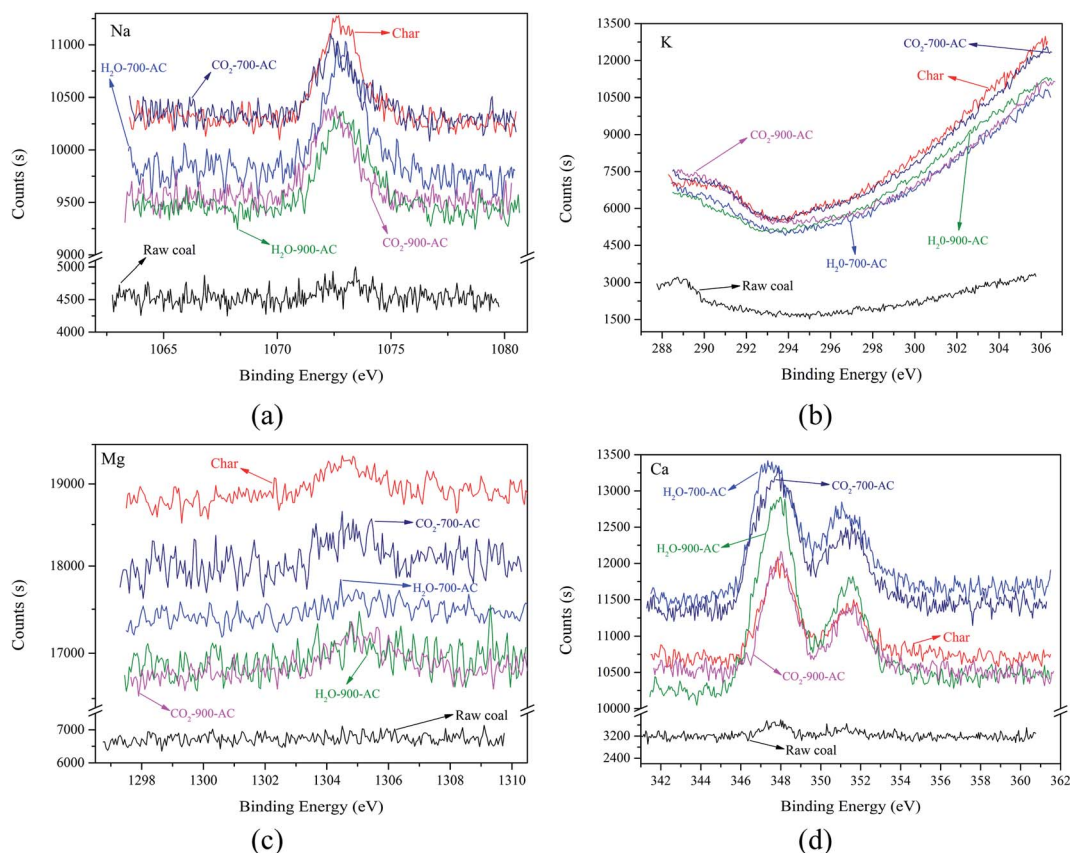 Na
11000
10500
10000
9500
9000
5000
4500
4000
Counts (s)
H₂O-700-AC
CO₂-700-AC
Char
CO₂-900-AC
H₂O-900-AC
Raw coal
1065 1070 1075 1080
Binding Energy (eV)
(a)
K
13500
12000
10500
9000
7500
6000
4500
3000
1500
Counts (s)
CO₂-700-AC
Char
CO₂-900-AC
H₂0-900-AC
H₂0-700-AC
Raw coal
288 290 292 294 296 298 300 302 304 306
Binding Energy (eV)
(b)
Mg
19000
18000
17000
7000
6000
Counts (s)
Char
CO₂-700-AC
H₂O-700-AC
H₂O-900-AC
CO₂-900-AC
Raw coal
1298 1300 1302 1304 1306 1308 1310
Binding Energy (eV)
(c)
Ca
13500
13000
12500
12000
11500
11000
10500
10000
3200
2400
Counts (s)
H₂O-700-AC
CO₂-700-AC
H₂O-900-AC
Char
CO₂-900-AC
Raw coal
342 344 346 348 350 352 354 356 358 360 362
Binding Energy (eV)
(d)